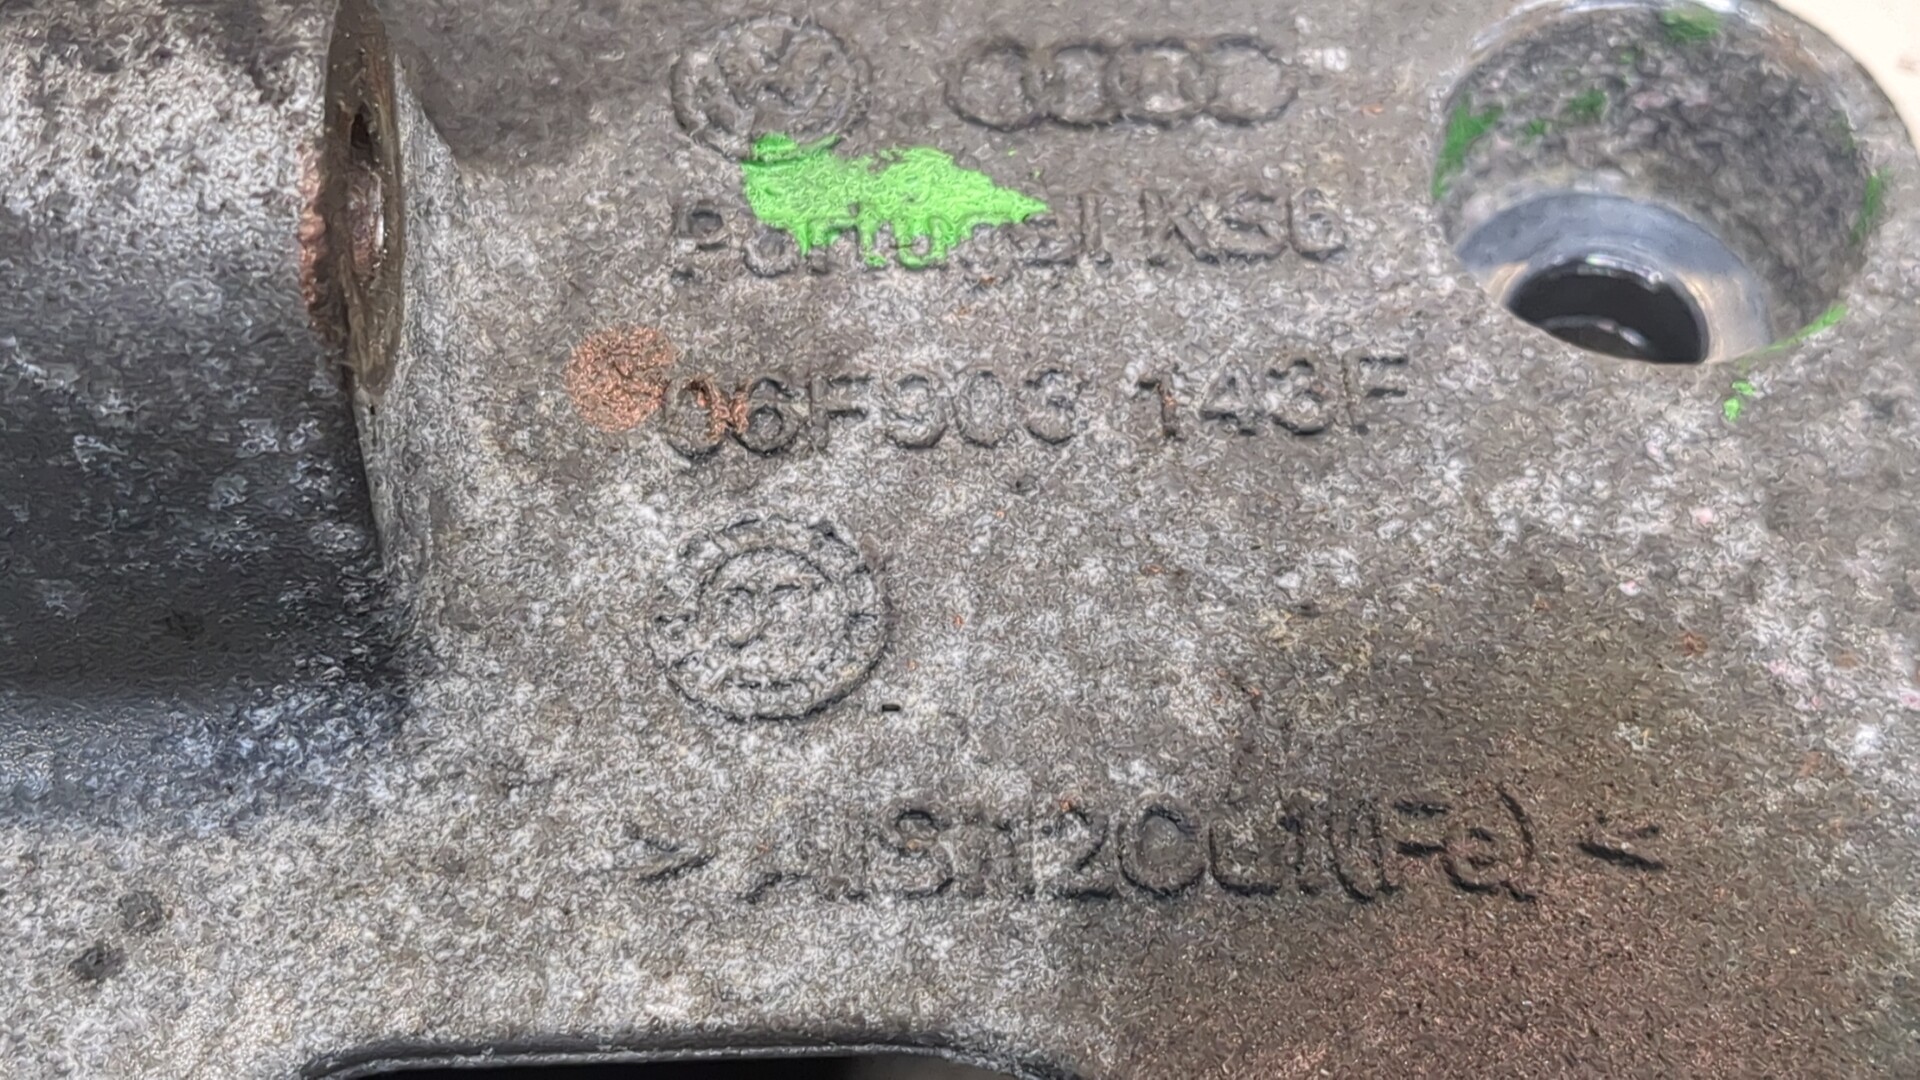 Portugal KS6
06F903 143F
> AlSi12Cu1(Fe) <